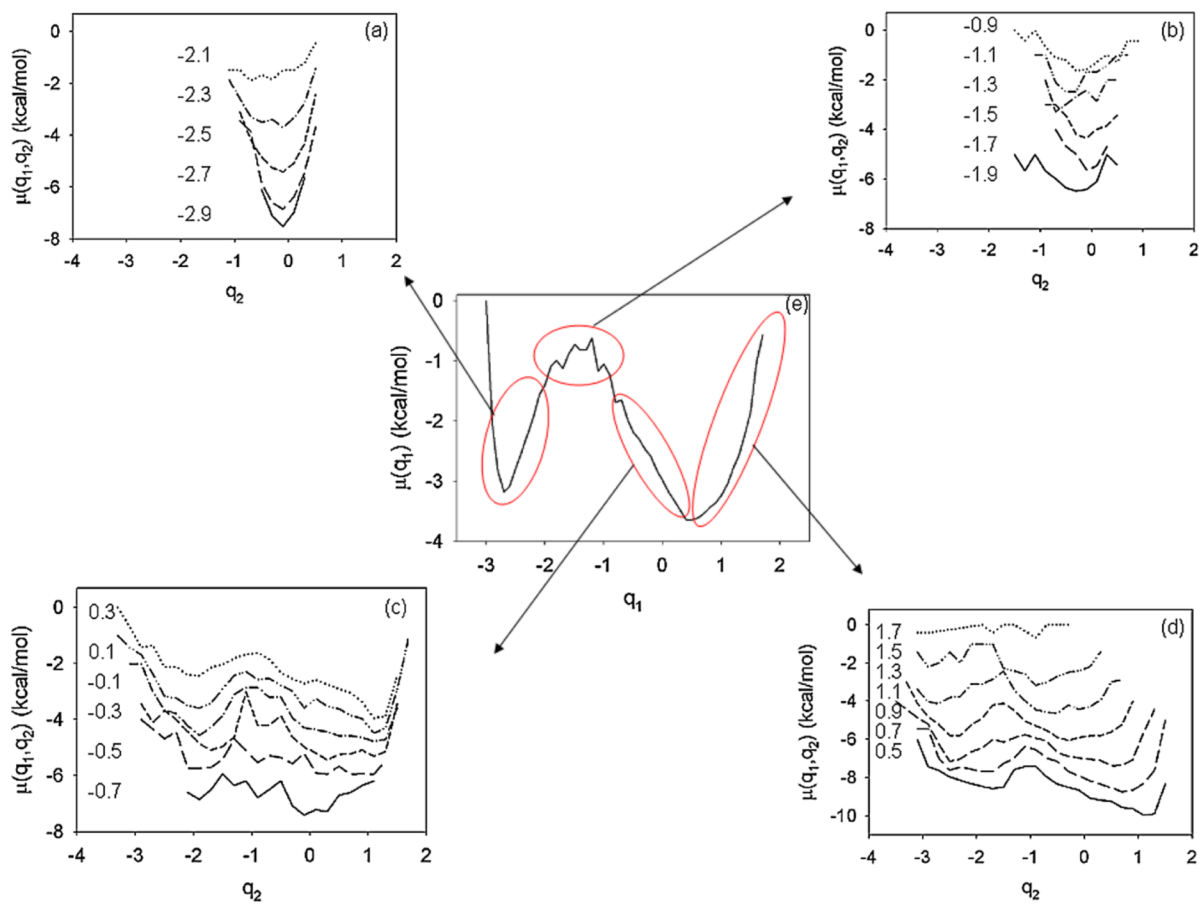 (a)
0
-2
-4
-6
-8
-2.1
-2.3
-2.5
-2.7
-2.9
-4 -3 -2 -1 0 1 2
μ(q1,q2) (kcal/mol)
q2
(b)
0
-2
-4
-6
-8
-0.9
-1.1
-1.3
-1.5
-1.7
-1.9
-4 -3 -2 -1 0 1 2
μ(q1,q2) (kcal/mol)
q2
(e)
0
-1
-2
-3
-4
-3 -2 -1 0 1 2
μ(q1) (kcal/mol)
q1
(c)
0
-2
-4
-6
-8
0.3
0.1
-0.1
-0.3
-0.5
-0.7
-4 -3 -2 -1 0 1 2
μ(q1,q2) (kcal/mol)
q2
(d)
0
-2
-4
-6
-8
-10
1.7
1.5
1.3
1.1
0.9
0.7
0.5
-4 -3 -2 -1 0 1 2
μ(q1,q2) (kcal/mol)
q2